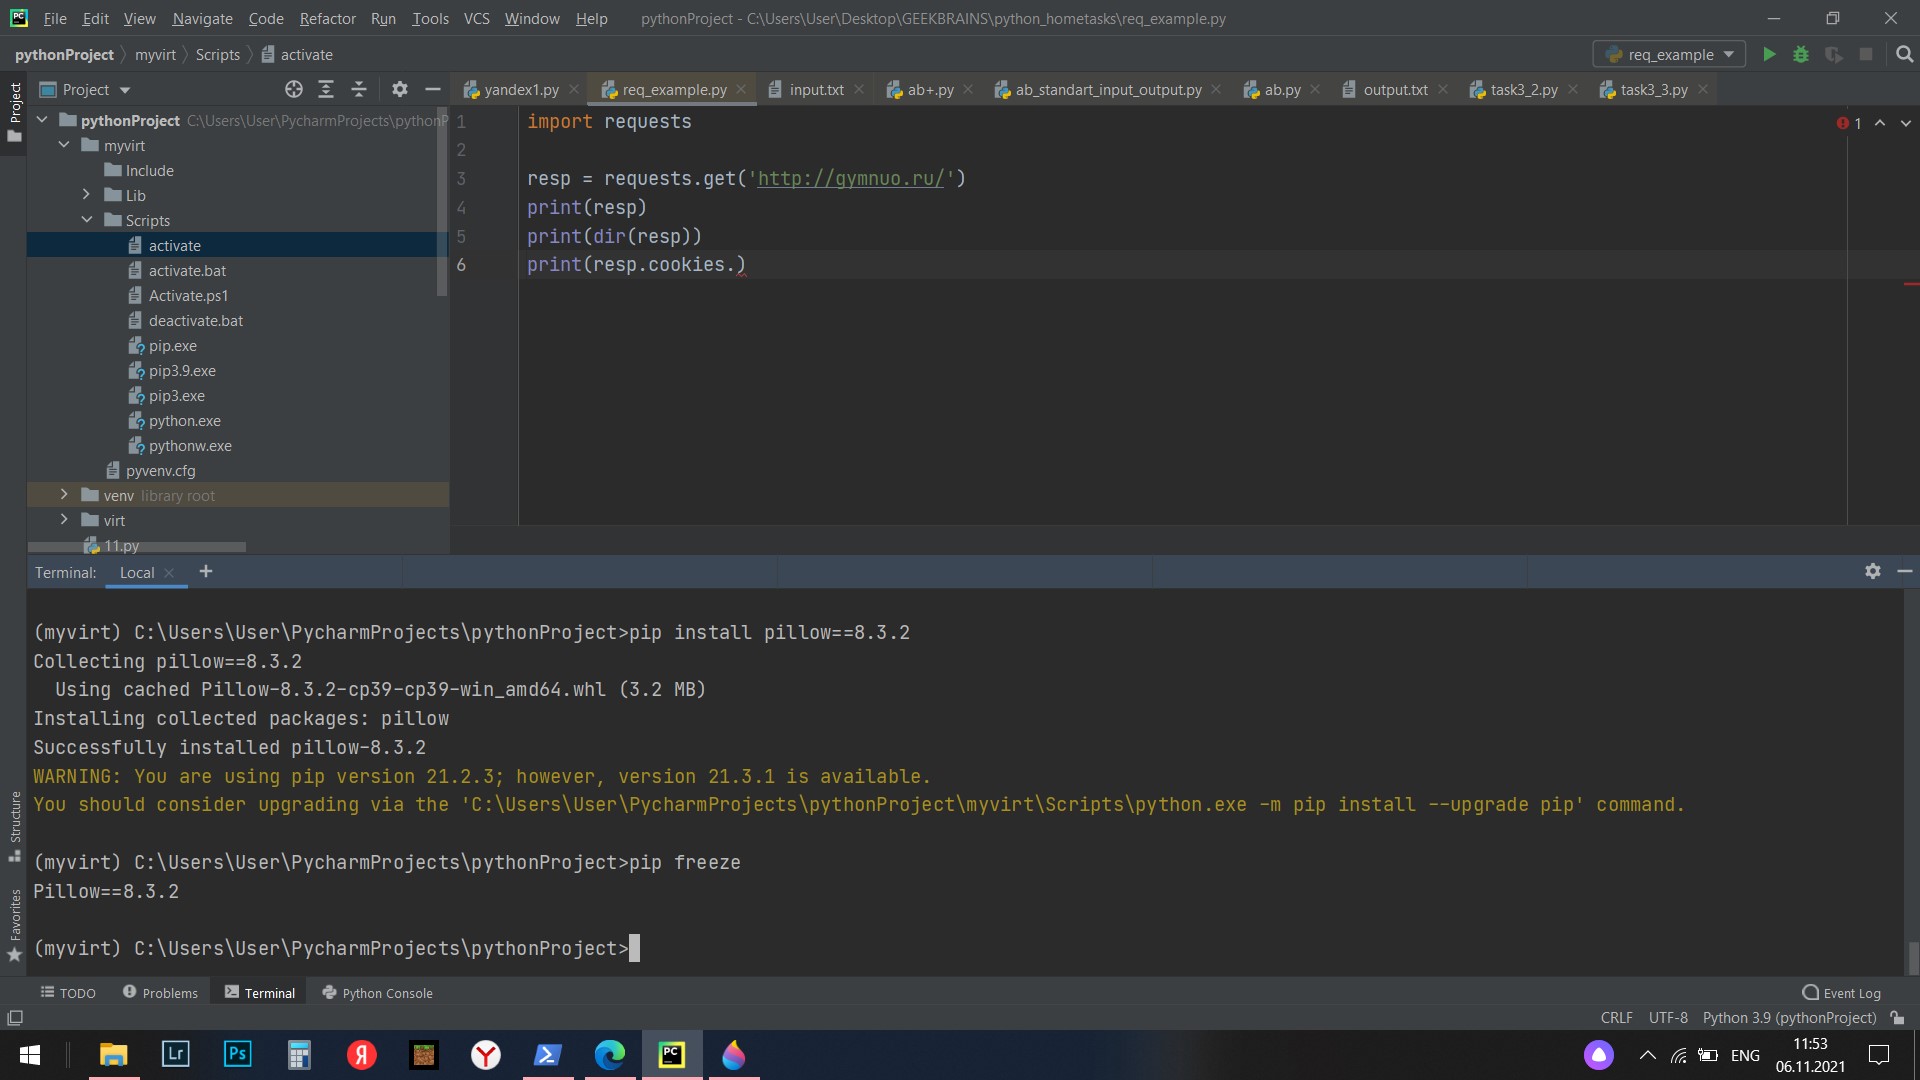 File Edit View Navigate Code Refactor Run Tools VCS Window Help pythonProject - C:\Users\User\Desktop\GEEKBRAINS\python_hometasks\req_example.py
pythonProject myvirt Scripts activate req_example
Project yandex1.py req_example.py input.txt ab+.py ab_standart_input_output.py ab.py output.txt task3_2.py task3_3.py
Project
pythonProject C:\Users\User\PycharmProjects\pythonP
myvirt
Include
Lib
Scripts
activate
activate.bat
Activate.ps1
deactivate.bat
pip.exe
pip3.9.exe
pip3.exe
python.exe
pythonw.exe
pyvenv.cfg
venv library root
virt
11.py
1 import requests
2
3 resp = requests.get('http://gymnuo.ru/')
4 print(resp)
5 print(dir(resp))
6 print(resp.cookies.)
1
Terminal: Local +
(myvirt) C:\Users\User\PycharmProjects\pythonProject>pip install pillow==8.3.2
Collecting pillow==8.3.2
Using cached Pillow-8.3.2-cp39-cp39-win_amd64.whl (3.2 MB)
Installing collected packages: pillow
Successfully installed pillow-8.3.2
WARNING: You are using pip version 21.2.3; however, version 21.3.1 is available.
You should consider upgrading via the 'C:\Users\User\PycharmProjects\pythonProject\myvirt\Scripts\python.exe -m pip install --upgrade pip' command.
(myvirt) C:\Users\User\PycharmProjects\pythonProject>pip freeze
Pillow==8.3.2
(myvirt) C:\Users\User\PycharmProjects\pythonProject>
Structure
Favorites
TODO Problems Terminal Python Console Event Log
CRLF UTF-8 Python 3.9 (pythonProject)
Lr Ps Я Y PC ENG 11:53
06.11.2021